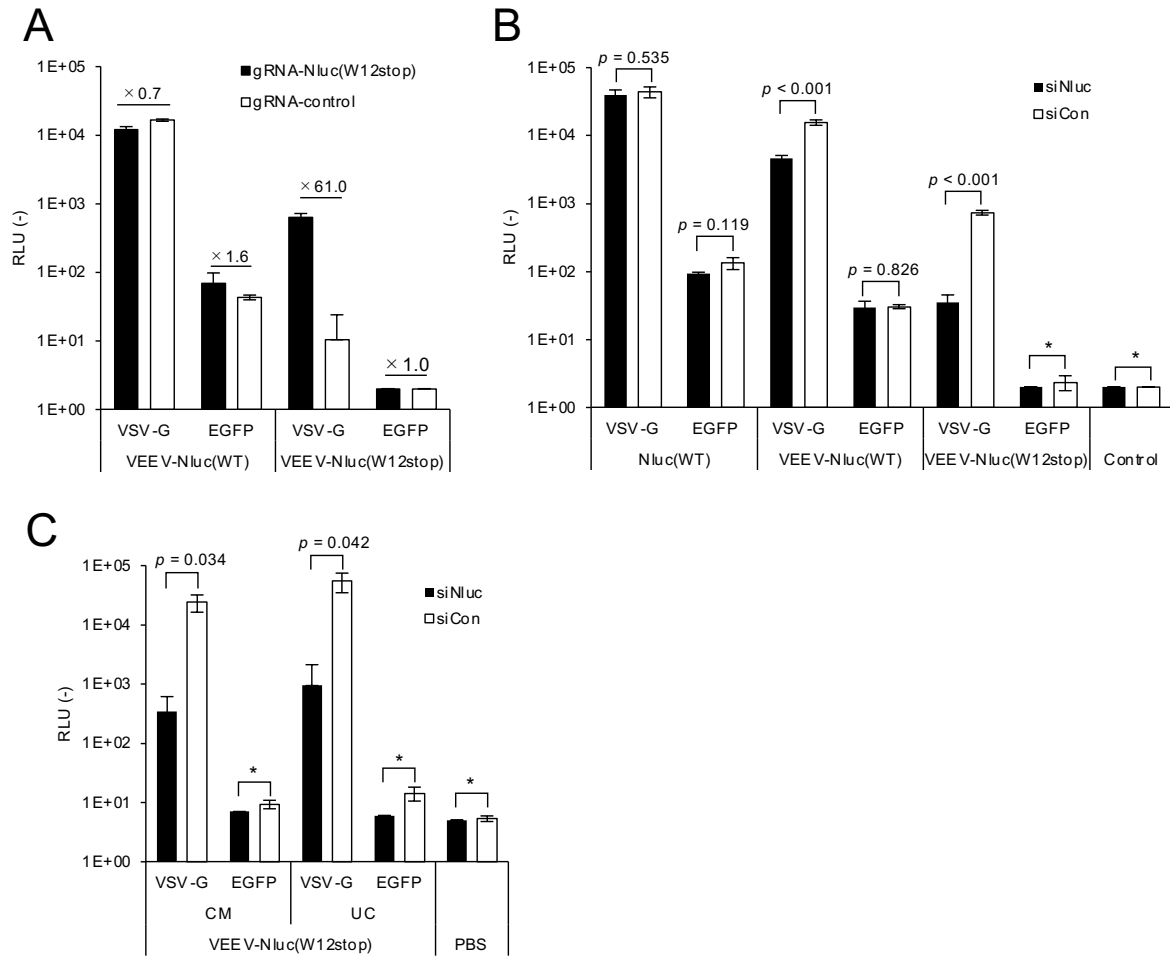 A
1E+05
1E+04
1E+03
1E+02
1E+01
1E+00
RLU (-)
■gRNA-Nluc(W12stop)
□gRNA-control
× 0.7
× 1.6
× 61.0
× 1.0
VSV-G EGFP VSV-G EGFP
VEEV-Nluc(WT) VEEV-Nluc(W12stop)
B
1E+05
1E+04
1E+03
1E+02
1E+01
1E+00
RLU (-)
■siNluc
□siCon
p = 0.535
p = 0.119
p < 0.001
p = 0.826
p < 0.001
*
*
VSV-G EGFP VSV-G EGFP VSV-G EGFP
Nluc(WT) VEEV-Nluc(WT) VEEV-Nluc(W12stop) Control
C
1E+05
1E+04
1E+03
1E+02
1E+01
1E+00
RLU (-)
■siNluc
□siCon
p = 0.034
*
p = 0.042
*
*
VSV-G EGFP VSV-G EGFP
CM UC
VEEV-Nluc(W12stop) PBS